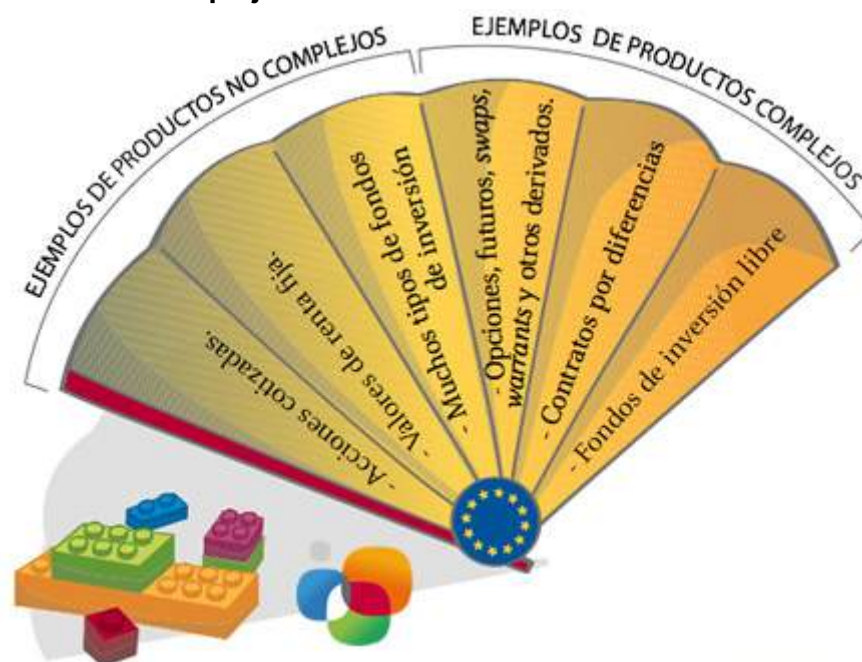 EJEMPLOS DE PRODUCTOS NO COMPLEJOS
- Acciones cotizadas.
- Valores de renta fija.
- Muchos tipos de fondos
de inversión
EJEMPLOS DE PRODUCTOS COMPLEJOS
- Opciones, futuros, swaps,
warrants y otros derivados.
- Contratos por diferencias
- Fondos de inversión libre